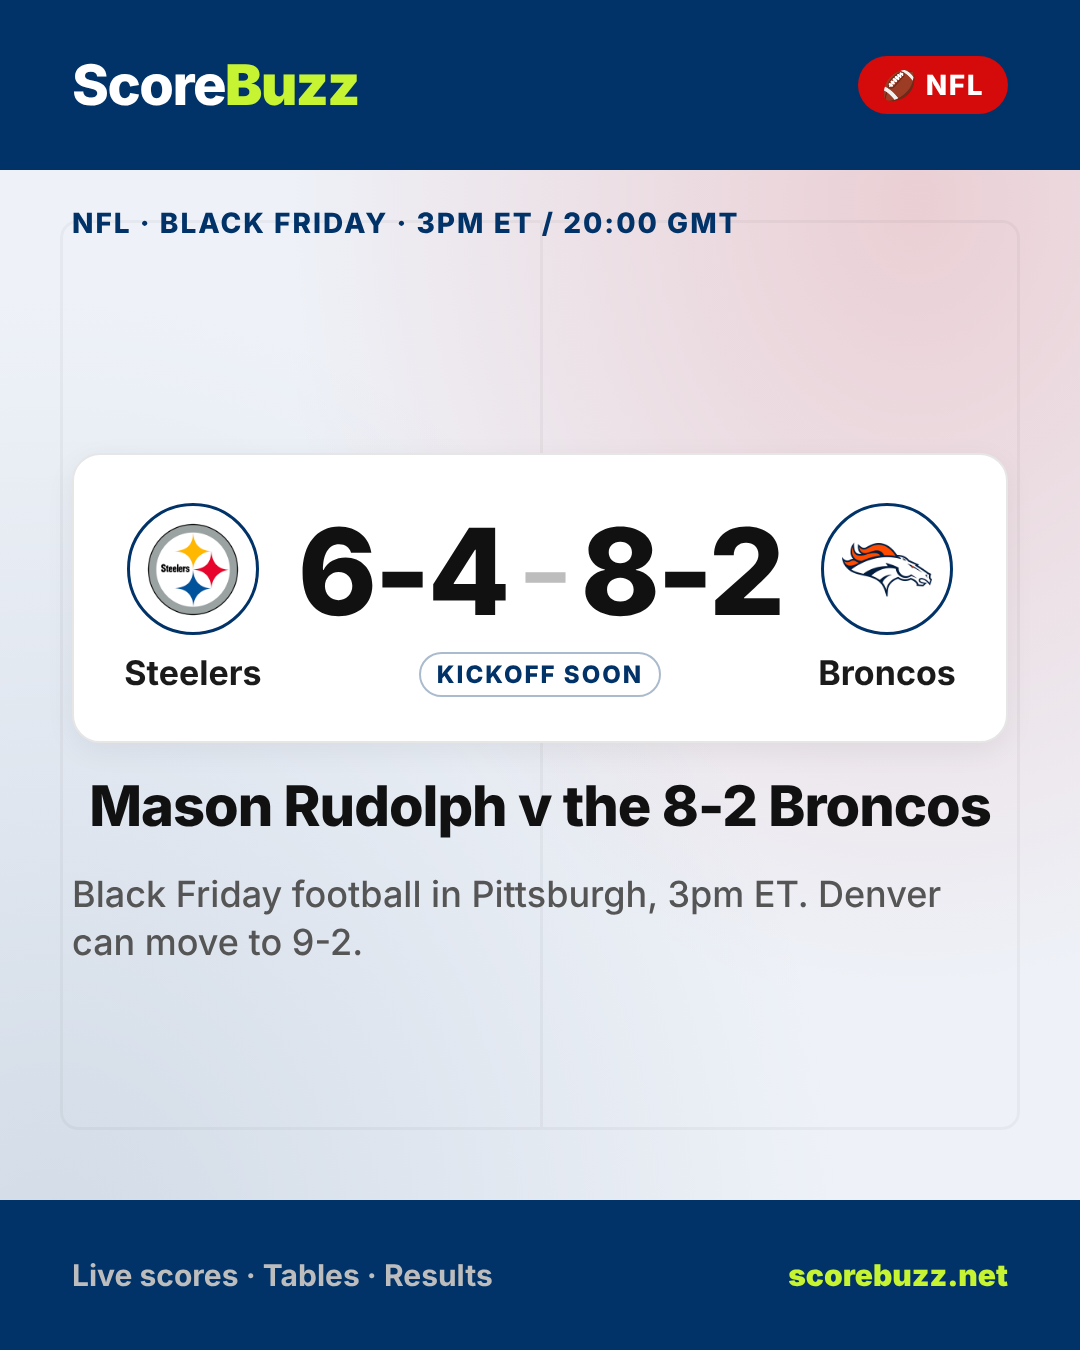 ScoreBuzz
🏈 NFL
NFL · BLACK FRIDAY · 3PM ET / 20:00 GMT
Steelers
6-4 - 8-2
Steelers
KICKOFF SOON
Broncos
Mason Rudolph v the 8-2 Broncos
Black Friday football in Pittsburgh, 3pm ET. Denver
can move to 9-2.
Live scores · Tables · Results
scorebuzz.net